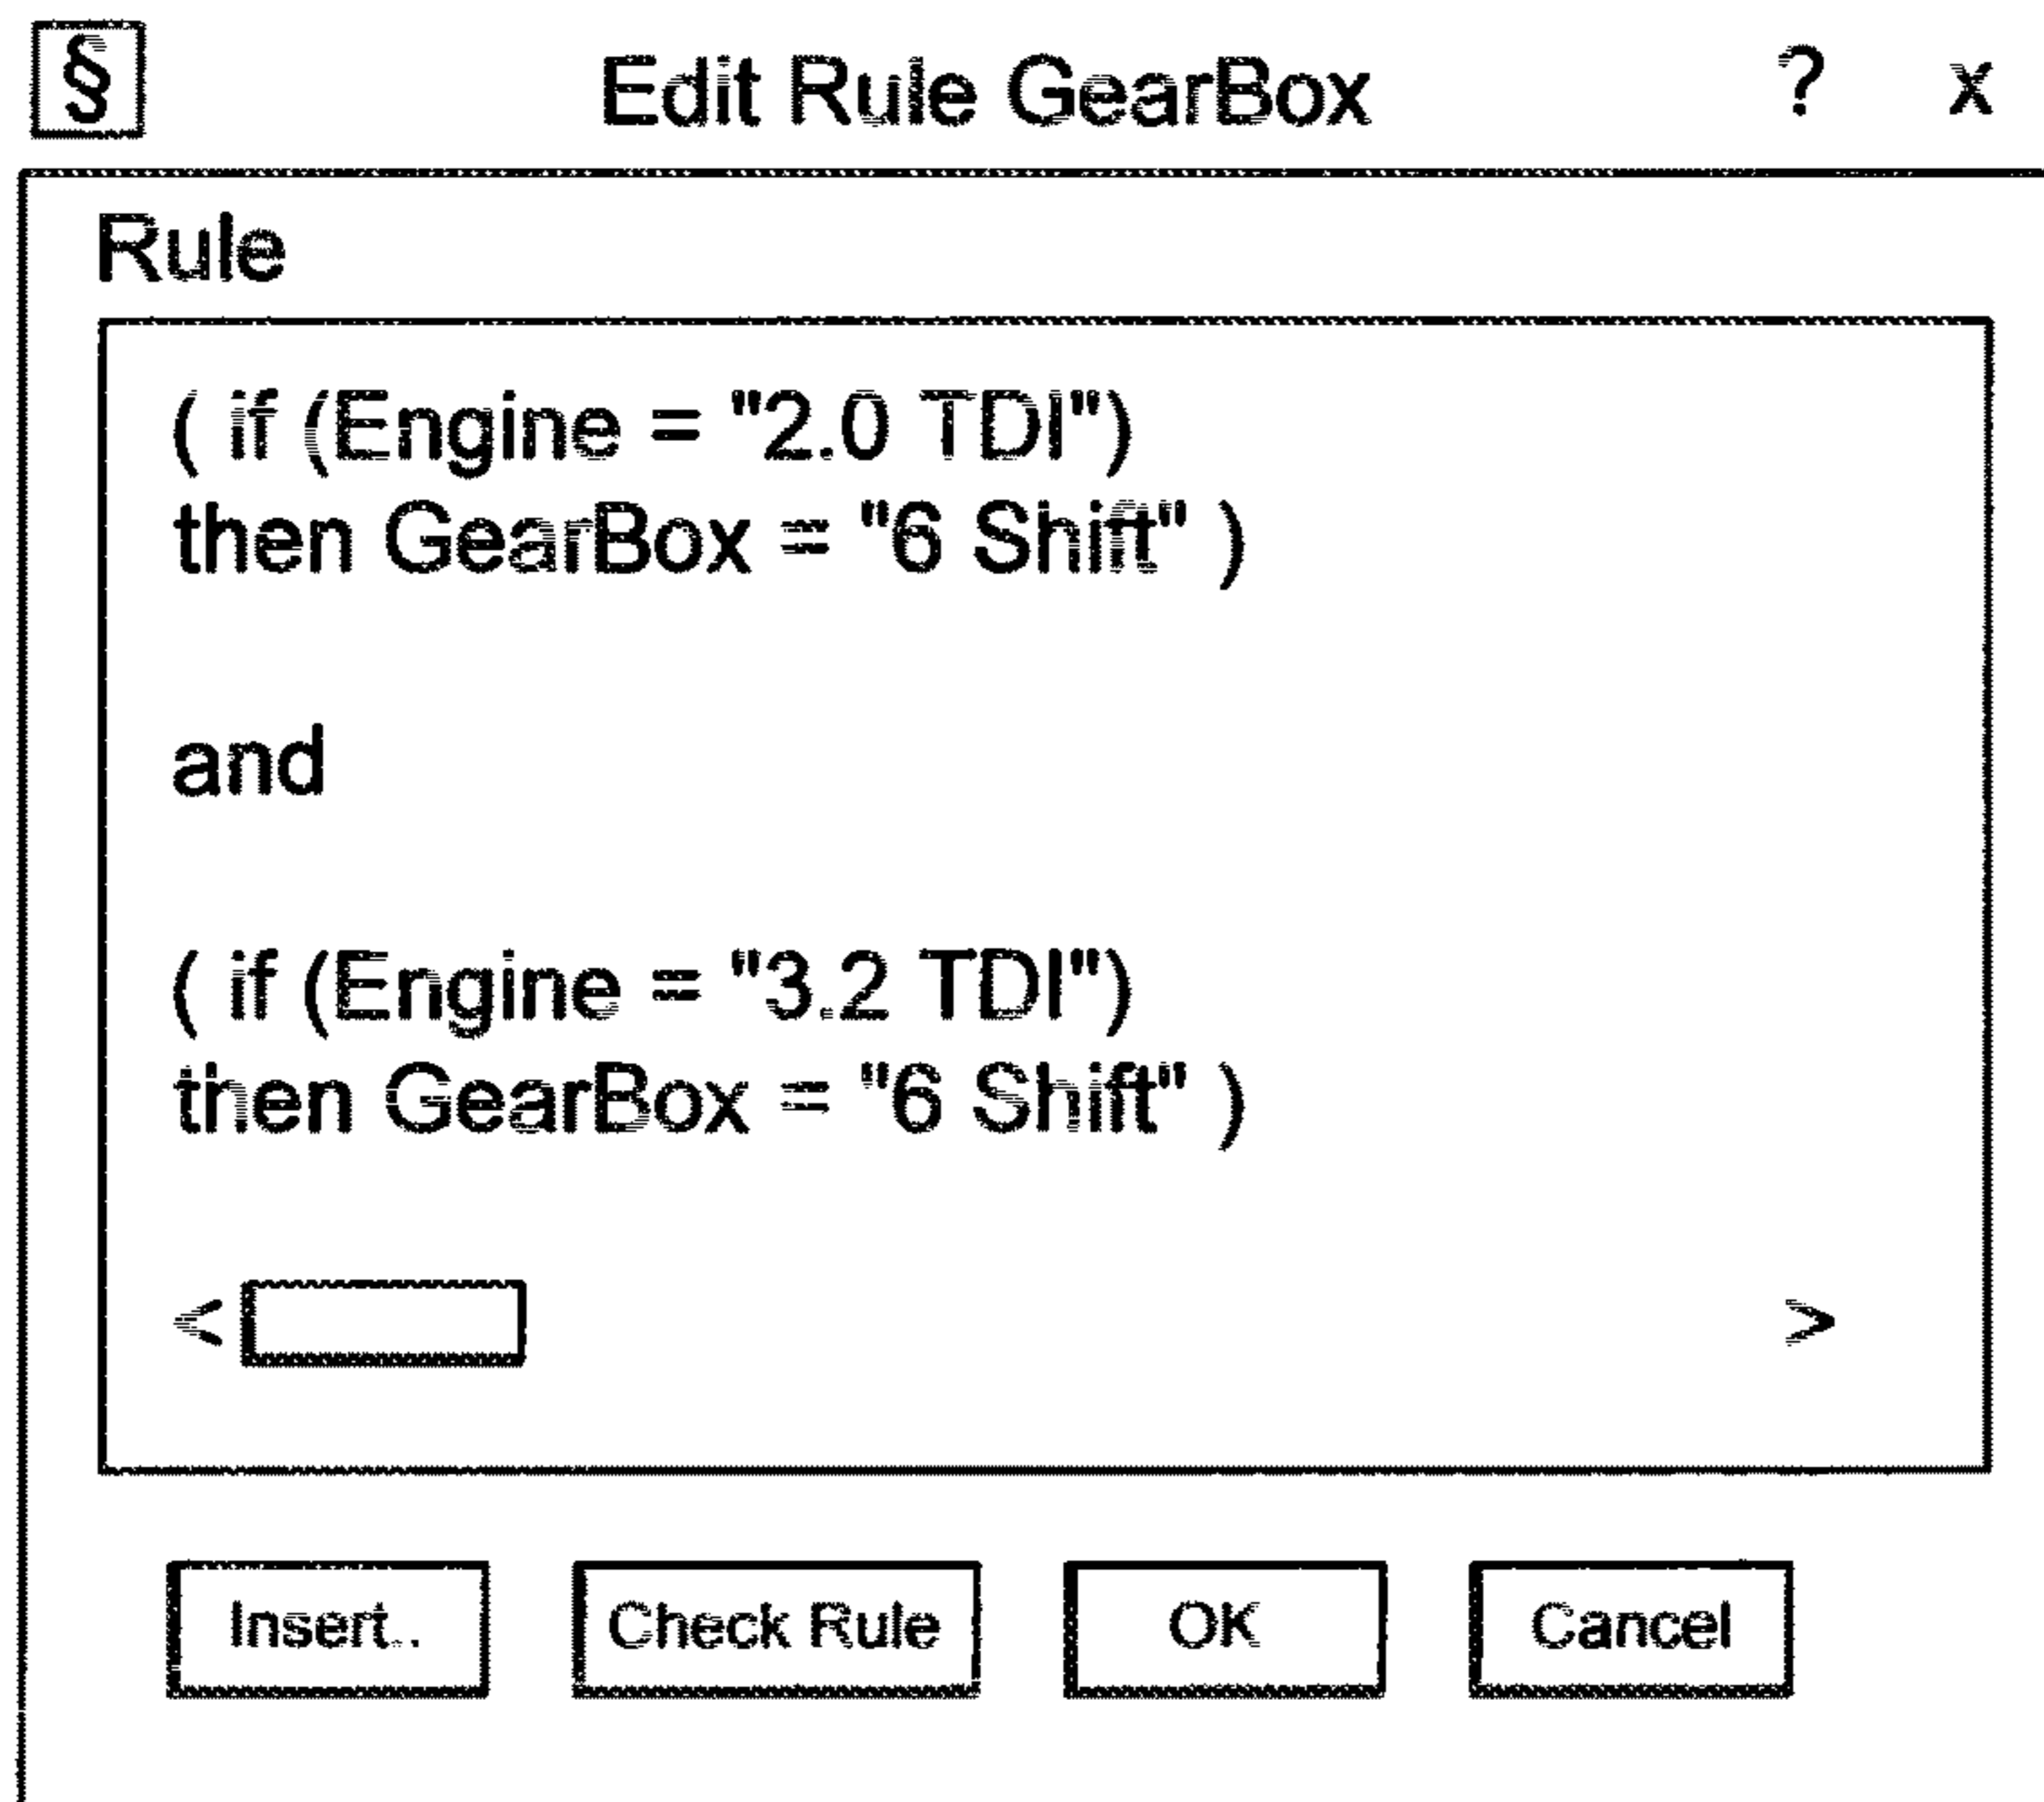 § Edit Rule GearBox ? x
Rule
( if (Engine = "2.0 TDI")
then GearBox = "6 Shift" )
and
( if (Engine = "3.2 TDI")
then GearBox = "6 Shift" )
< >
Insert.. Check Rule OK Cancel